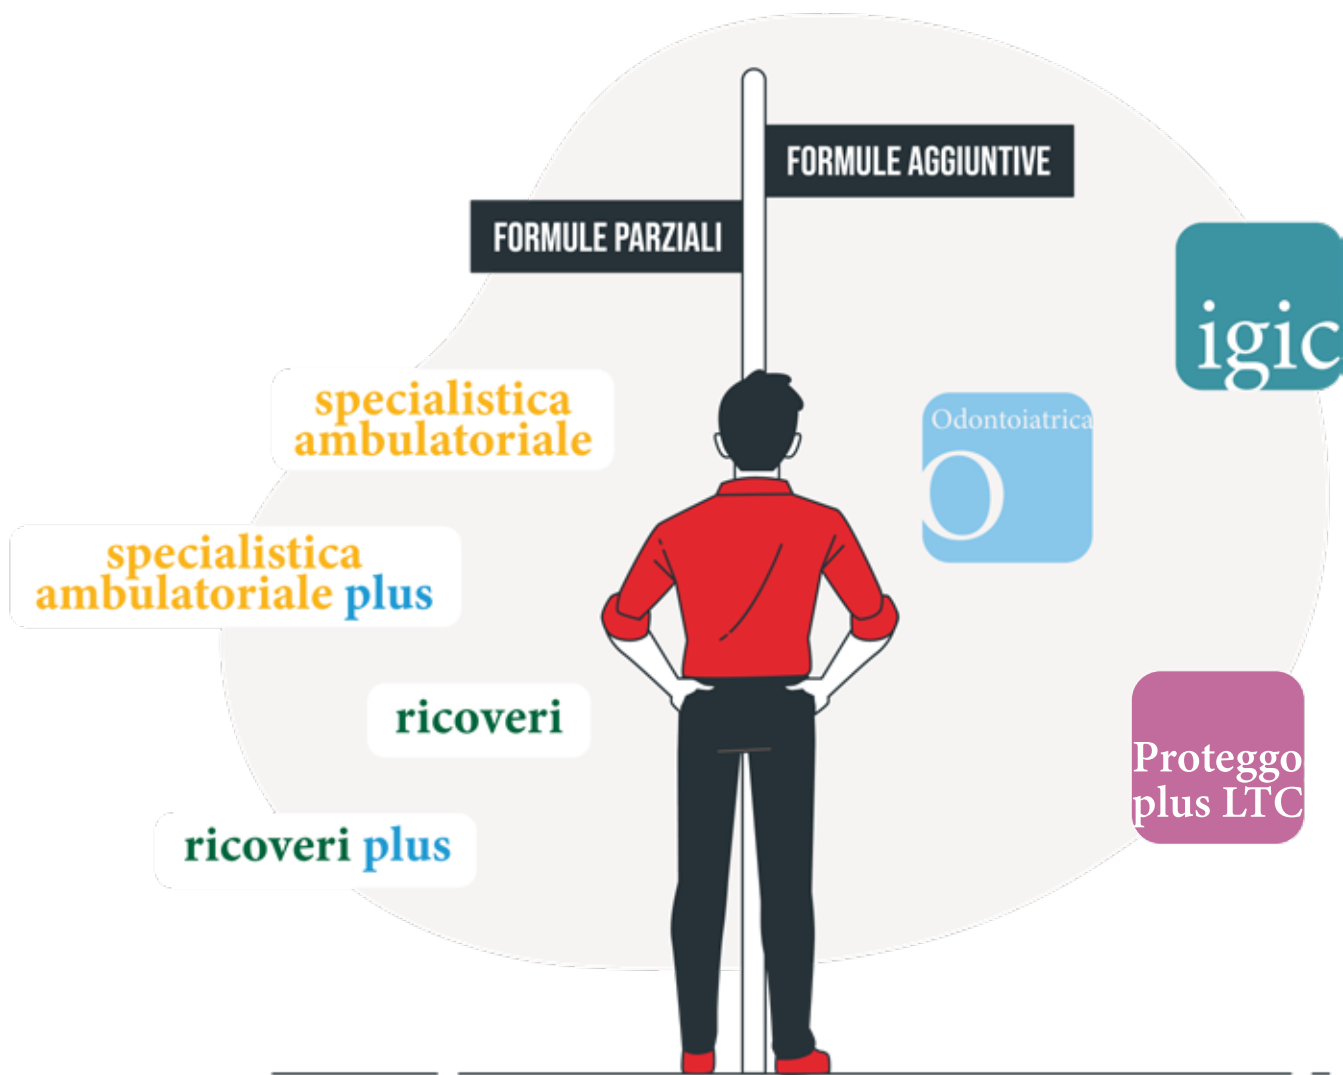 FORMULE AGGIUNTIVE
FORMULE PARZIALI
igic
specialistica
ambulatoriale
Odontoiatrica
O
specialistica
ambulatoriale plus
ricoveri
Proteggo
plus LTC
ricoveri plus